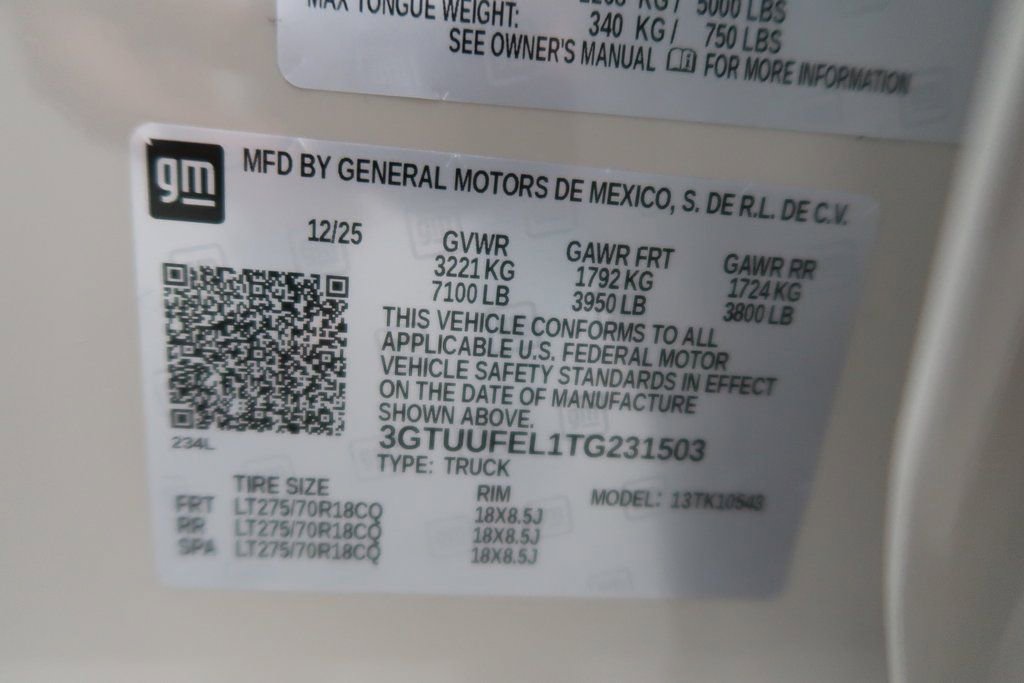 MAX TONGUE WEIGHT: KG/ 5000 LBS
340 KG/ 750 LBS
SEE OWNER'S MANUAL FOR MORE INFORMATION
gm
MFD BY GENERAL MOTORS DE MEXICO, S. DE R.L. DE C.V.
12/25
GVWR GAWR FRT GAWR RR
3221 KG 1792 KG 1724 KG
7100 LB 3950 LB 3800 LB
THIS VEHICLE CONFORMS TO ALL
APPLICABLE U.S. FEDERAL MOTOR
VEHICLE SAFETY STANDARDS IN EFFECT
ON THE DATE OF MANUFACTURE
SHOWN ABOVE.
234L
3GTUUFEL1TG231503
TYPE: TRUCK
TIRE SIZE RIM MODEL: 13TK10543
FRT LT275/70R18CQ 18X8.5J
RR LT275/70R18CQ 18X8.5J
SPA LT275/70R18CQ 18X8.5J